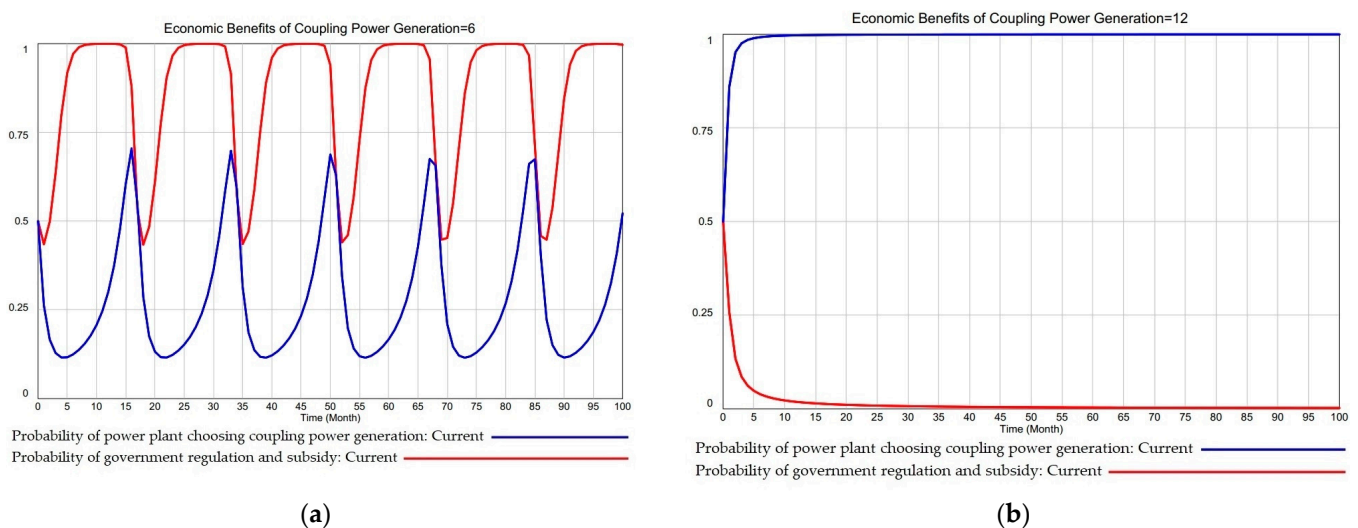 Economic Benefits of Coupling Power Generation=6
1
0.75
0.5
0.25
0
0 5 10 15 20 25 30 35 40 45 50 55 60 65 70 75 80 85 90 95 100
Time (Month)
Probability of power plant choosing coupling power generation: Current
Probability of government regulation and subsidy: Current
(a)
Economic Benefits of Coupling Power Generation=12
1
0.75
0.5
0.25
0
0 5 10 15 20 25 30 35 40 45 50 55 60 65 70 75 80 85 90 95 100
Time (Month)
Probability of power plant choosing coupling power generation: Current
Probability of government regulation and subsidy: Current
(b)